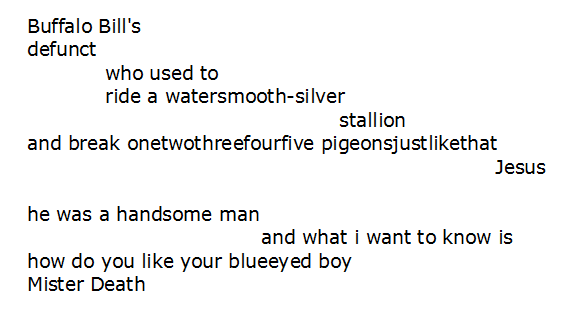 Buffalo Bill's
defunct
who used to
ride a watersmooth-silver
stallion
and break onetwothreefourfive pigeonsjustlikethat
Jesus
he was a handsome man
and what i want to know is
how do you like your blueeyed boy
Mister Death